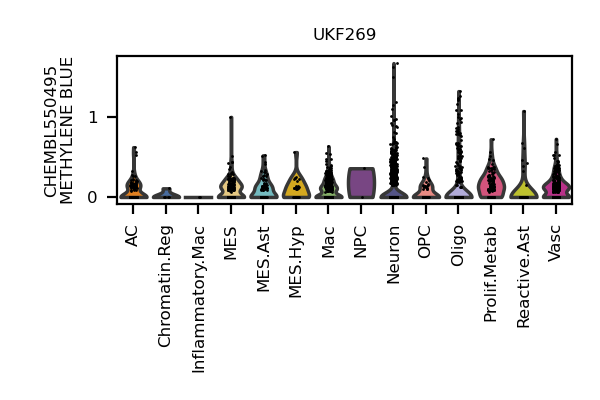 UKF269
CHEMBL550495
METHYLENE BLUE
1
0
AC
Chromatin.Reg
Inflammatory.Mac
MES
MES.Ast
MES.Hyp
Mac
NPC
Neuron
OPC
Oligo
Prolif.Metab
Reactive.Ast
Vasc